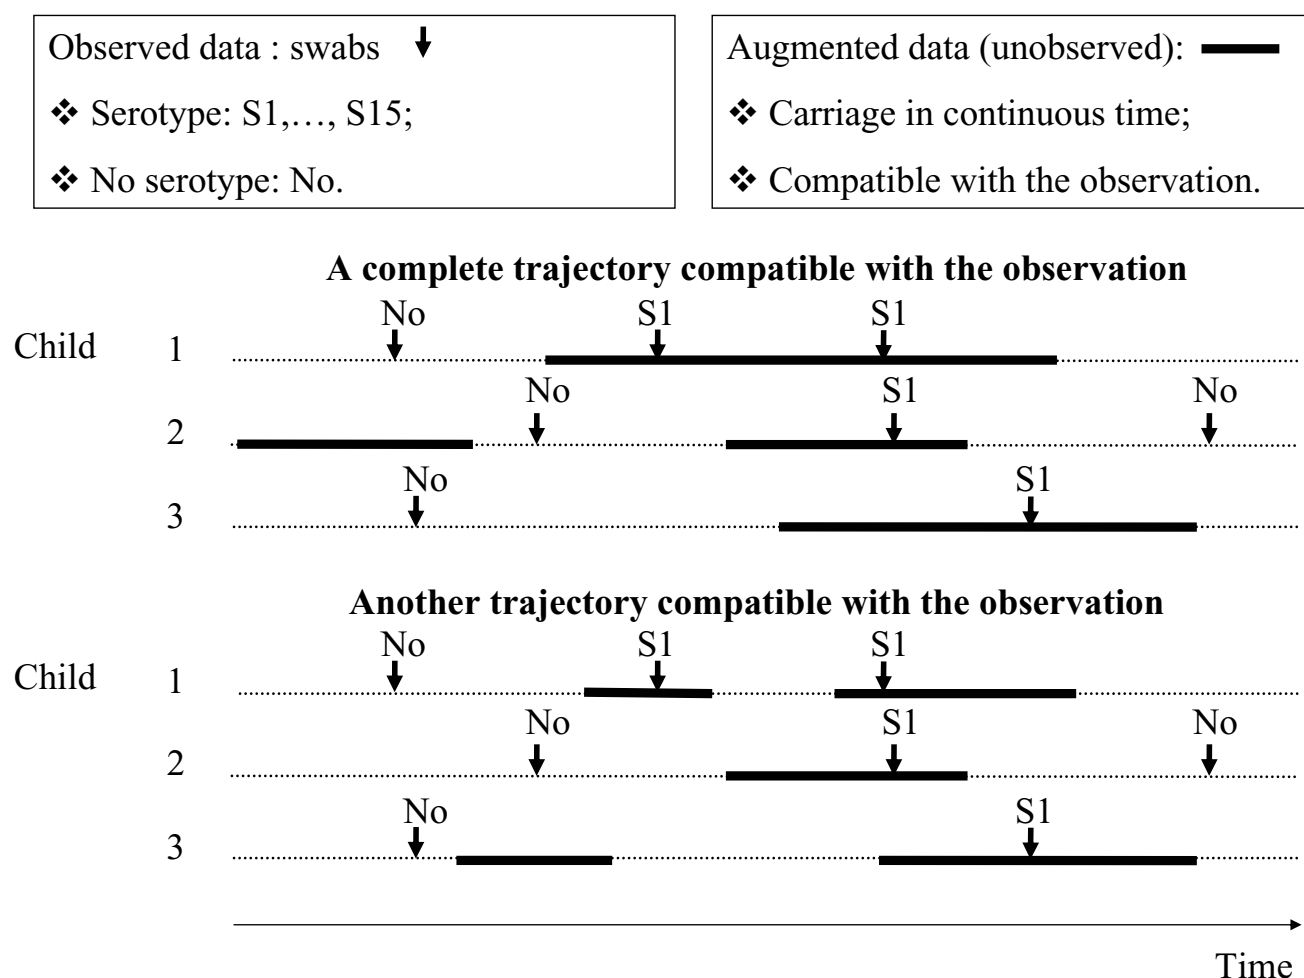 Observed data : swabs
❖ Serotype: S1,…, S15;
❖ No serotype: No.
Augmented data (unobserved):
❖ Carriage in continuous time;
❖ Compatible with the observation.
A complete trajectory compatible with the observation
No S1 S1
Child 1
No S1 No
2
No S1
3
Another trajectory compatible with the observation
No S1 S1
Child 1
No S1 No
2
No S1
3
Time